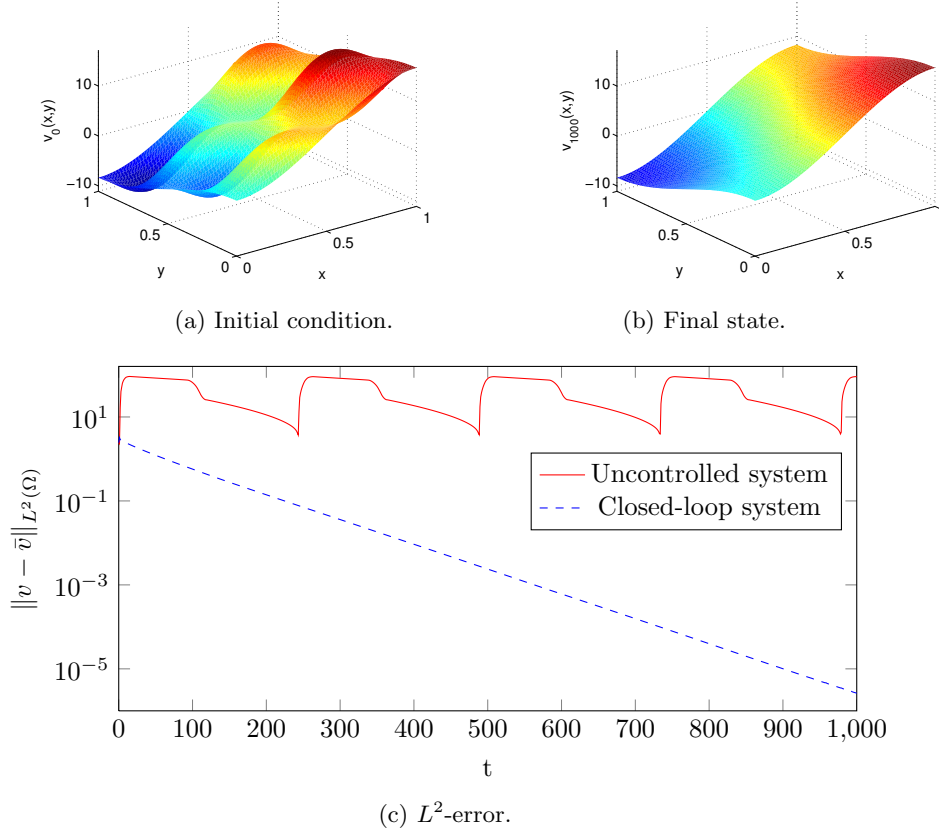 10
0
−10
v0(x,y)
1
0.5
0
y
0
0.5
1
x
(a) Initial condition.
10
0
−10
v1000(x,y)
1
0.5
0
y
0
0.5
1
x
(b) Final state.
10^1
10^−1
10^−3
10^−5
||v − v̄||L²(Ω)
Uncontrolled system
Closed-loop system
0 100 200 300 400 500 600 700 800 900 1,000
t
(c) L²-error.